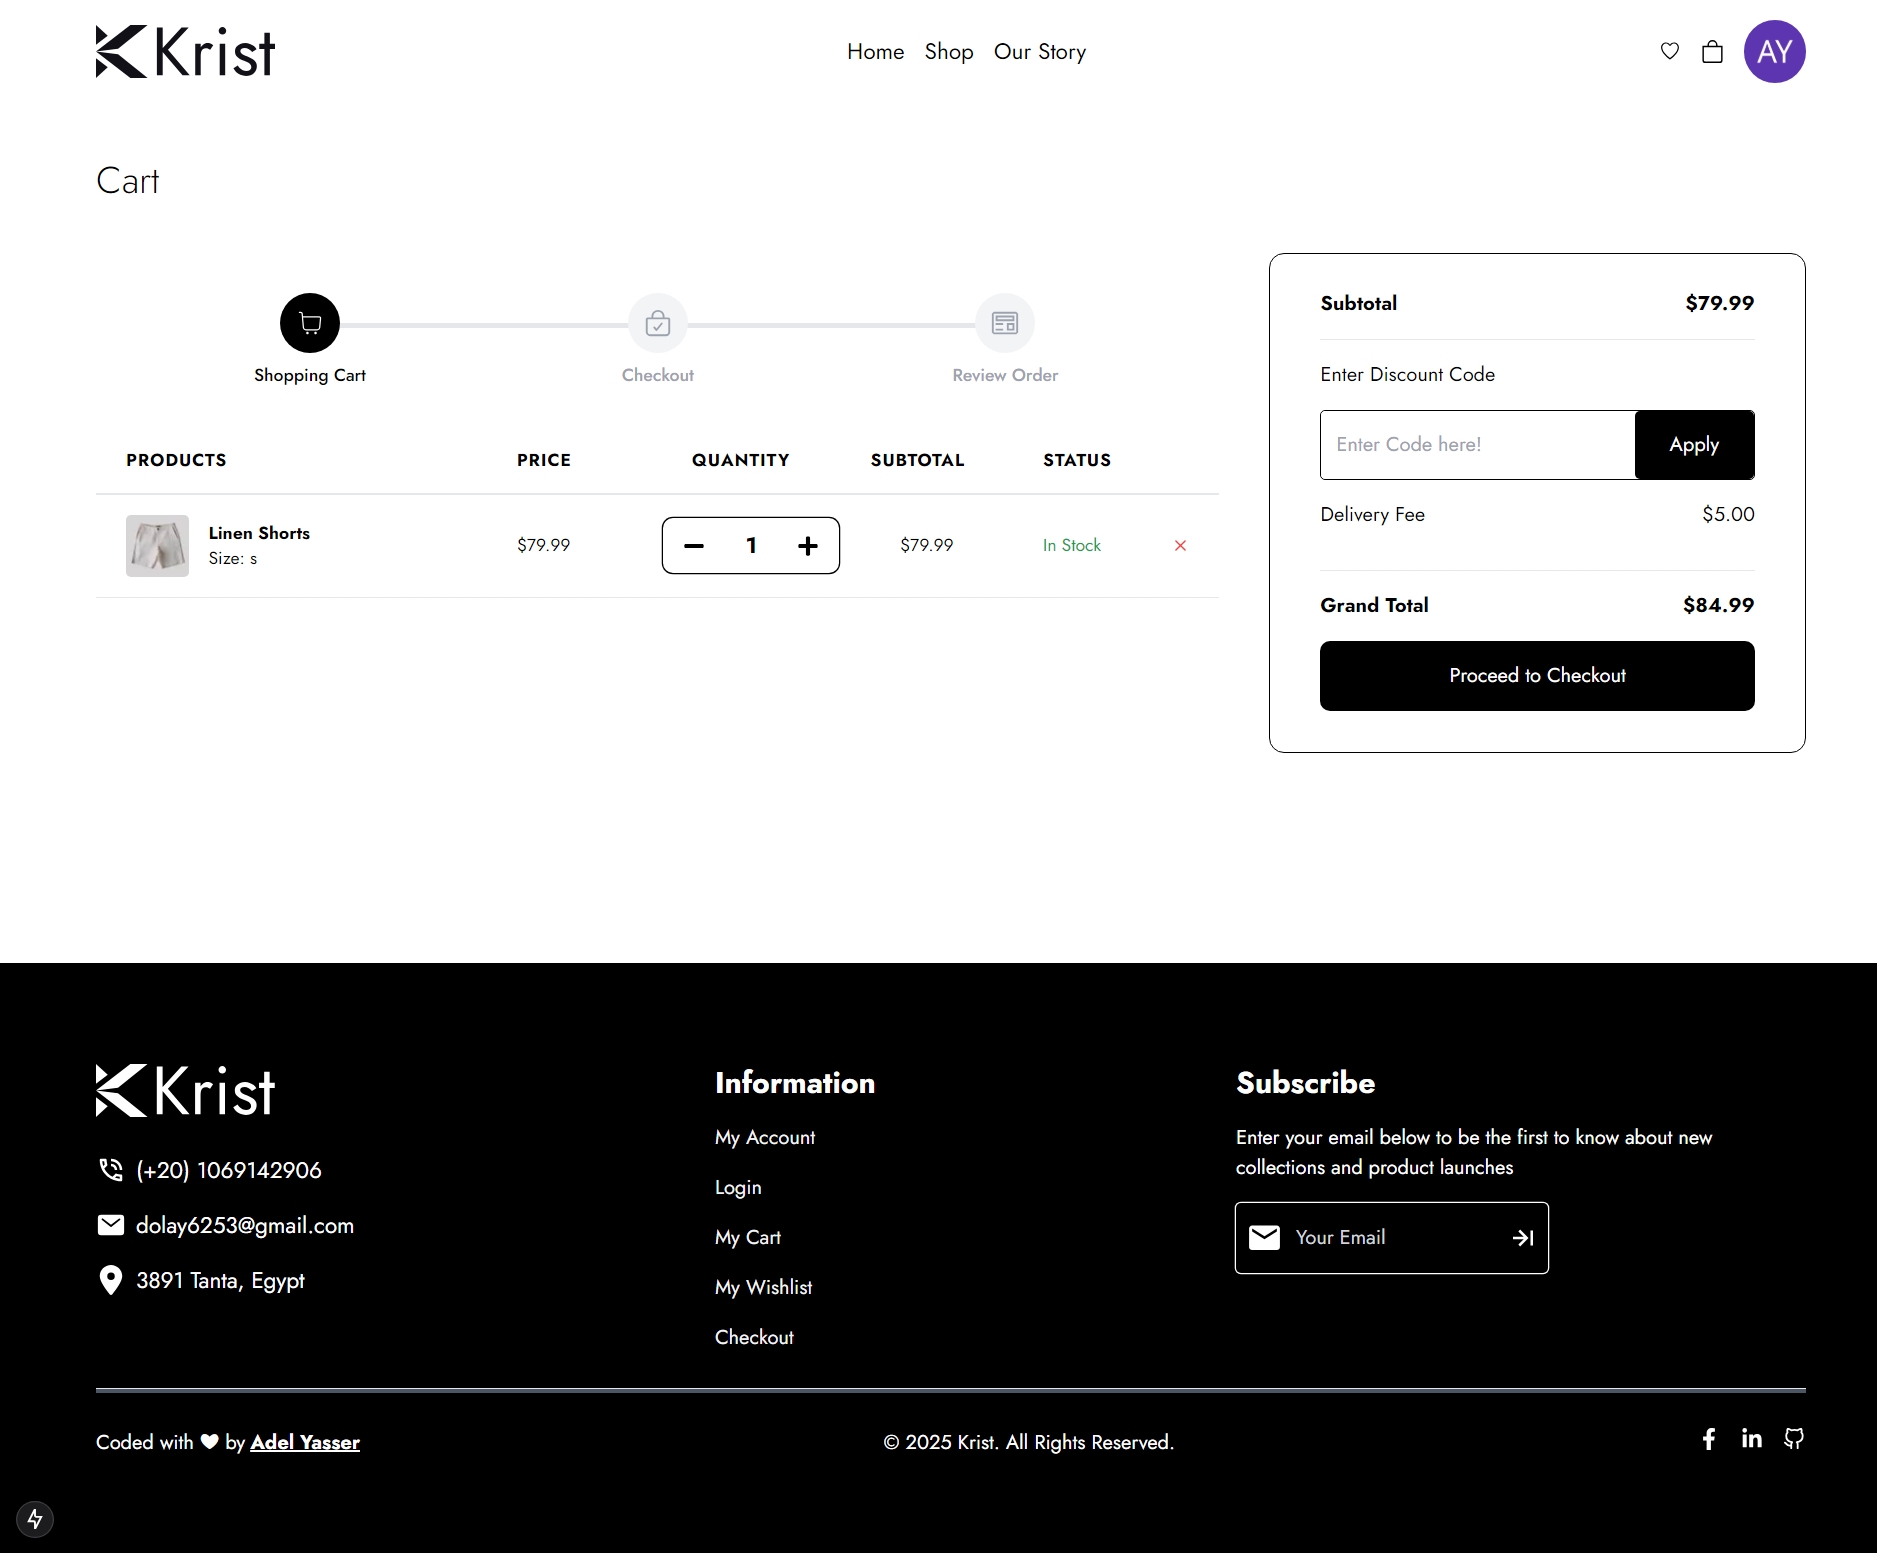 Krist
Home Shop Our Story
AY
Cart
Shopping Cart
Checkout
Review Order
PRODUCTS PRICE QUANTITY SUBTOTAL STATUS
Linen Shorts
Size: s
$79.99
1
$79.99
In Stock
Subtotal $79.99
Enter Discount Code
Enter Code here!
Apply
Delivery Fee $5.00
Grand Total $84.99
Proceed to Checkout
Krist
(+20) 1069142906
dolay6253@gmail.com
3891 Tanta, Egypt
Information
My Account
Login
My Cart
My Wishlist
Checkout
Subscribe
Enter your email below to be the first to know about new
collections and product launches
Your Email
Coded with by Adel Yasser
© 2025 Krist. All Rights Reserved.